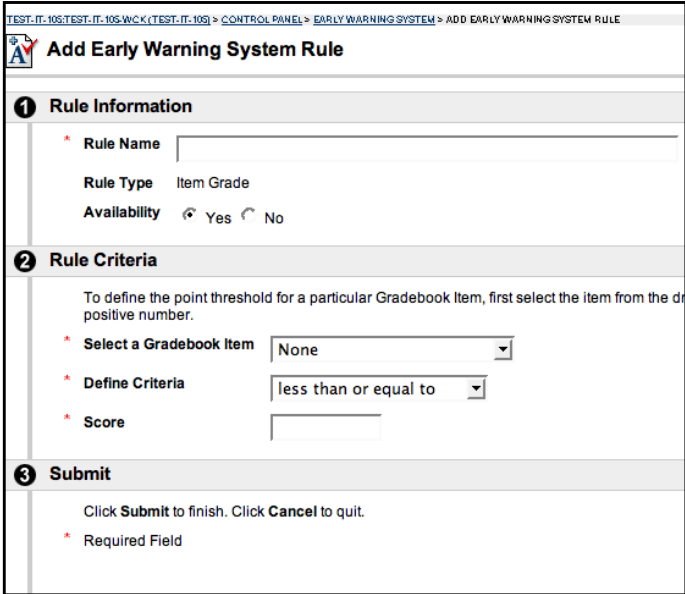 TEST-IT-105:TEST-IT-105-WCK (TEST-IT-105) > CONTROL PANEL > EARLY WARNING SYSTEM > ADD EARLY WARNING SYSTEM RULE
Add Early Warning System Rule
1 Rule Information
* Rule Name
Rule Type Item Grade
Availability Yes No
2 Rule Criteria
To define the point threshold for a particular Gradebook Item, first select the item from the
positive number.
* Select a Gradebook Item None
* Define Criteria less than or equal to
* Score
3 Submit
Click Submit to finish. Click Cancel to quit.
* Required Field